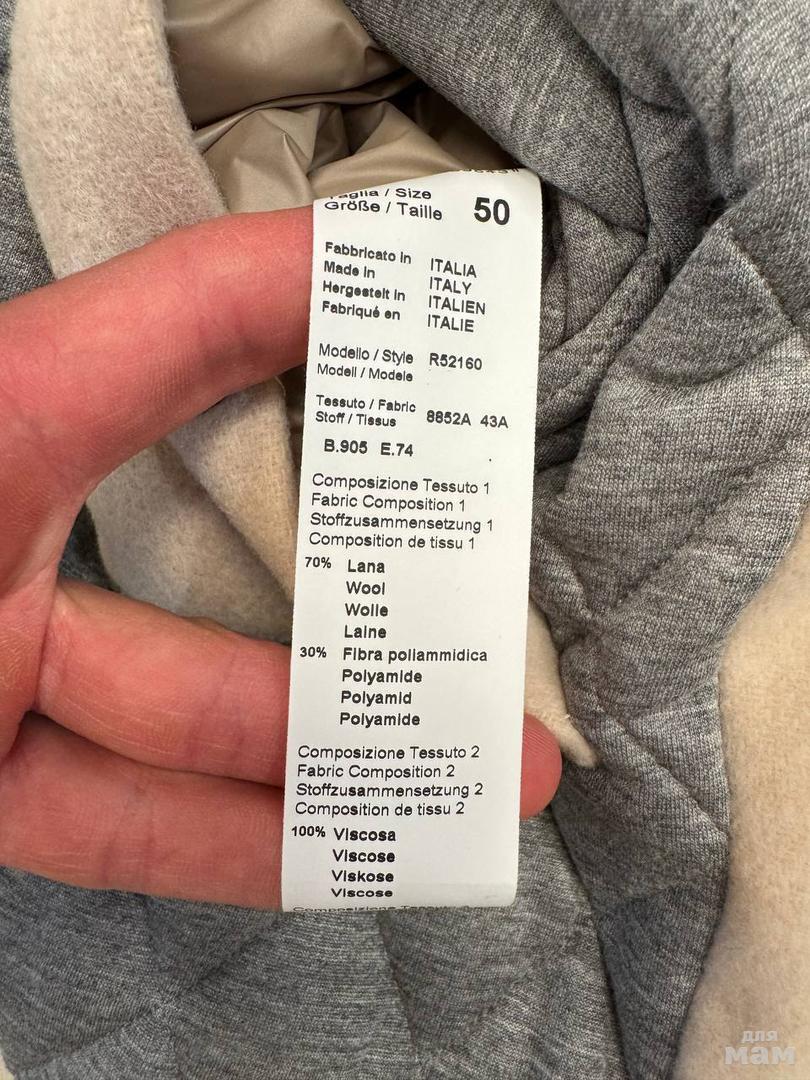 Taglia / Size
Größe / Taille 50
Fabbricato in ITALIA
Made in ITALY
Hergestelt in ITALIEN
Fabriqué en ITALIE
Modello / Style R52160
Modell / Modele
Tessuto / Fabric 8852A 43A
Stoff / Tissus
B.905 E.74
Composizione Tessuto 1
Fabric Composition 1
Stoffzusammensetzung 1
Composition de tissu 1
70% Lana
Wool
Wolle
Laine
30% Fibra poliammidica
Polyamide
Polyamid
Polyamide
Composizione Tessuto 2
Fabric Composition 2
Stoffzusammensetzung 2
Composition de tissu 2
100% Viscosa
Viscose
Viskose
Viscose
Composizione Tessuto
для
мам